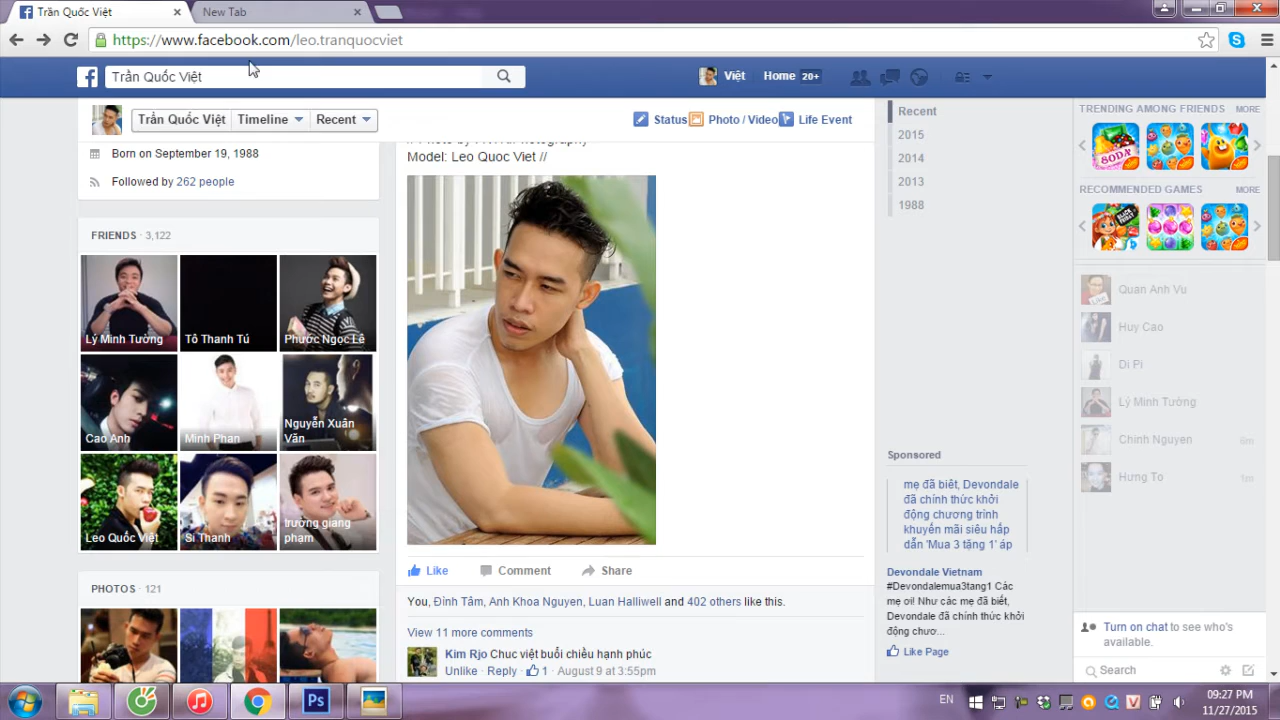 Trần Quốc Việt
New Tab
https://www.facebook.com/leo.tranquocviet
Trần Quốc Việt
Việt
Home 20+
Trần Quốc Việt
Timeline
Recent
Status
Photo / Video
Life Event
Born on September 19, 1988
Followed by 262 people
FRIENDS · 3,122
Lý Minh Tường
Tô Thanh Tú
Phước Ngọc Lê
Cao Anh
Minh Phan
Nguyễn Xuân
Văn
Leo Quốc Việt
Sĩ Thanh
trương giang
phạm
PHOTOS · 121
Model: Leo Quoc Viet //
Like
Comment
Share
You, Đình Tâm, Anh Khoa Nguyen, Luan Halliwell and 402 others like this.
View 11 more comments
Kim Rjo Chuc việt buổi chiều hạnh phúc
Unlike · Reply · 1 · August 9 at 3:55pm
Recent
2015
2014
2013
1988
Sponsored
mẹ đã biết, Devondale
đã chính thức khởi
động chương trình
khuyến mãi siêu hấp
dẫn 'Mua 3 tặng 1' áp
Devondale Vietnam
#Devondalemua3tang1 Các
mẹ ơi! Như các mẹ đã biết,
Devondale đã chính thức khởi
động chươ...
Like Page
TRENDING AMONG FRIENDS
MORE
SODA
RECOMMENDED GAMES
MORE
Quan Anh Vu
Huy Cao
Di Pi
Lý Minh Tường
Chinh Nguyen
6m
Hưng To
1m
Turn on chat to see who's
available.
Search
Ps
EN
09:27 PM
11/27/2015